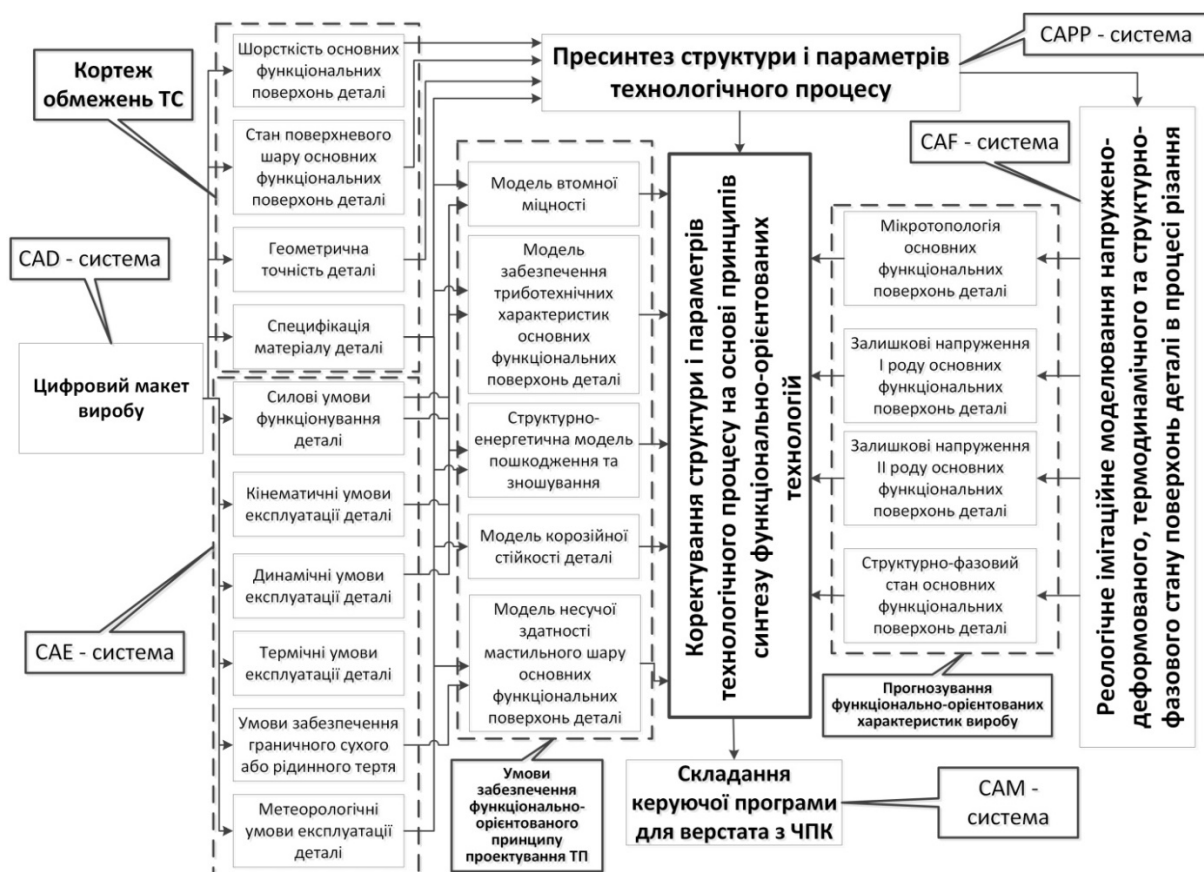 Кортеж
обмежень ТС
CAD - система
Цифровий макет
виробу
CAE - система
Шорсткість основних
функціональних
поверхонь деталі
Стан поверхневого
шару основних
функціональних
поверхонь деталі
Геометрична
точність деталі
Специфікація
матеріалу деталі
Силові умови
функціонування
деталі
Кінематичні умови
експлуатації деталі
Динамічні умови
експлуатації деталі
Термічні умови
експлуатації деталі
Умови забезпечення
граничного сухого
або рідинного тертя
Метеорологічні
умови експлуатації
деталі
Модель втомної
міцності
Модель
забезпечення
триботехнічних
характеристик
основних
функціональних
поверхонь деталі
Структурно-
енергетична модель
пошкодження та
зношування
Модель корозійної
стійкості деталі
Модель несучої
здатності
мастильного шару
основних
функціональних
поверхонь деталі
Умови
забезпечення
функціонально-
орієнтованого
принципу
проектування ТП
Пресинтез структури і параметрів
технологічного процесу
CAPP - система
Коректування структури і параметрів
технологічного процесу на основі принципів
синтезу функціонально-орієнтованих
технологій
Складання
керуючої програми
для верстата з ЧПК
CAM -
система
CAF - система
Мікротопологія
основних
функціональних
поверхонь деталі
Залишкові напруження
I роду основних
функціональних
поверхонь деталі
Залишкові напруження
II роду основних
функціональних
поверхонь деталі
Структурно-фазовий
стан основних
функціональних
поверхонь деталі
Прогнозування
функціонально-орієнтованих
характеристик виробу
Реологічне імітаційне моделювання напружено-
деформованого, термодинамічного та структурно-
фазового стану поверхонь деталі в процесі різання